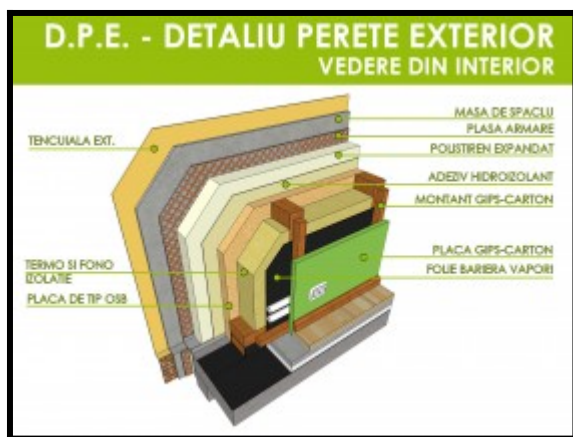 D.P.E. - DETALIU PERETE EXTERIOR
VEDERE DIN INTERIOR
MASA DE SPACLU
PLASA ARMARE
TENCUIALA EXT.
POLISTIREN EXPANDAT
ADEZIV HIDROIZOLANT
MONTANT GIPS-CARTON
PLACA GIPS-CARTON
TERMO SI FONO
IZOLATIE
FOLIE BARIERA VAPORI
PLACA DE TIP OSB